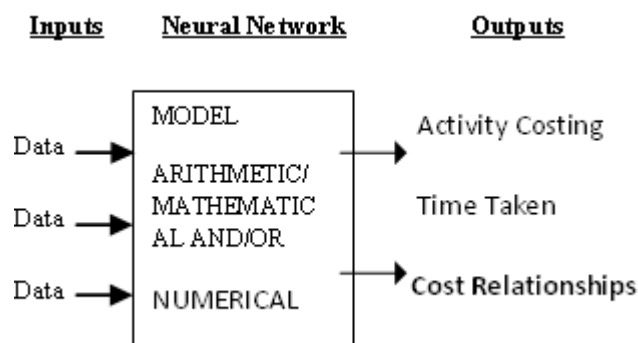 Inputs Neural Network Outputs
MODEL
Data Activity Costing
ARITHMETIC/
MATHEMATIC
Data Time Taken
AL AND/OR
Data NUMERICAL Cost Relationships